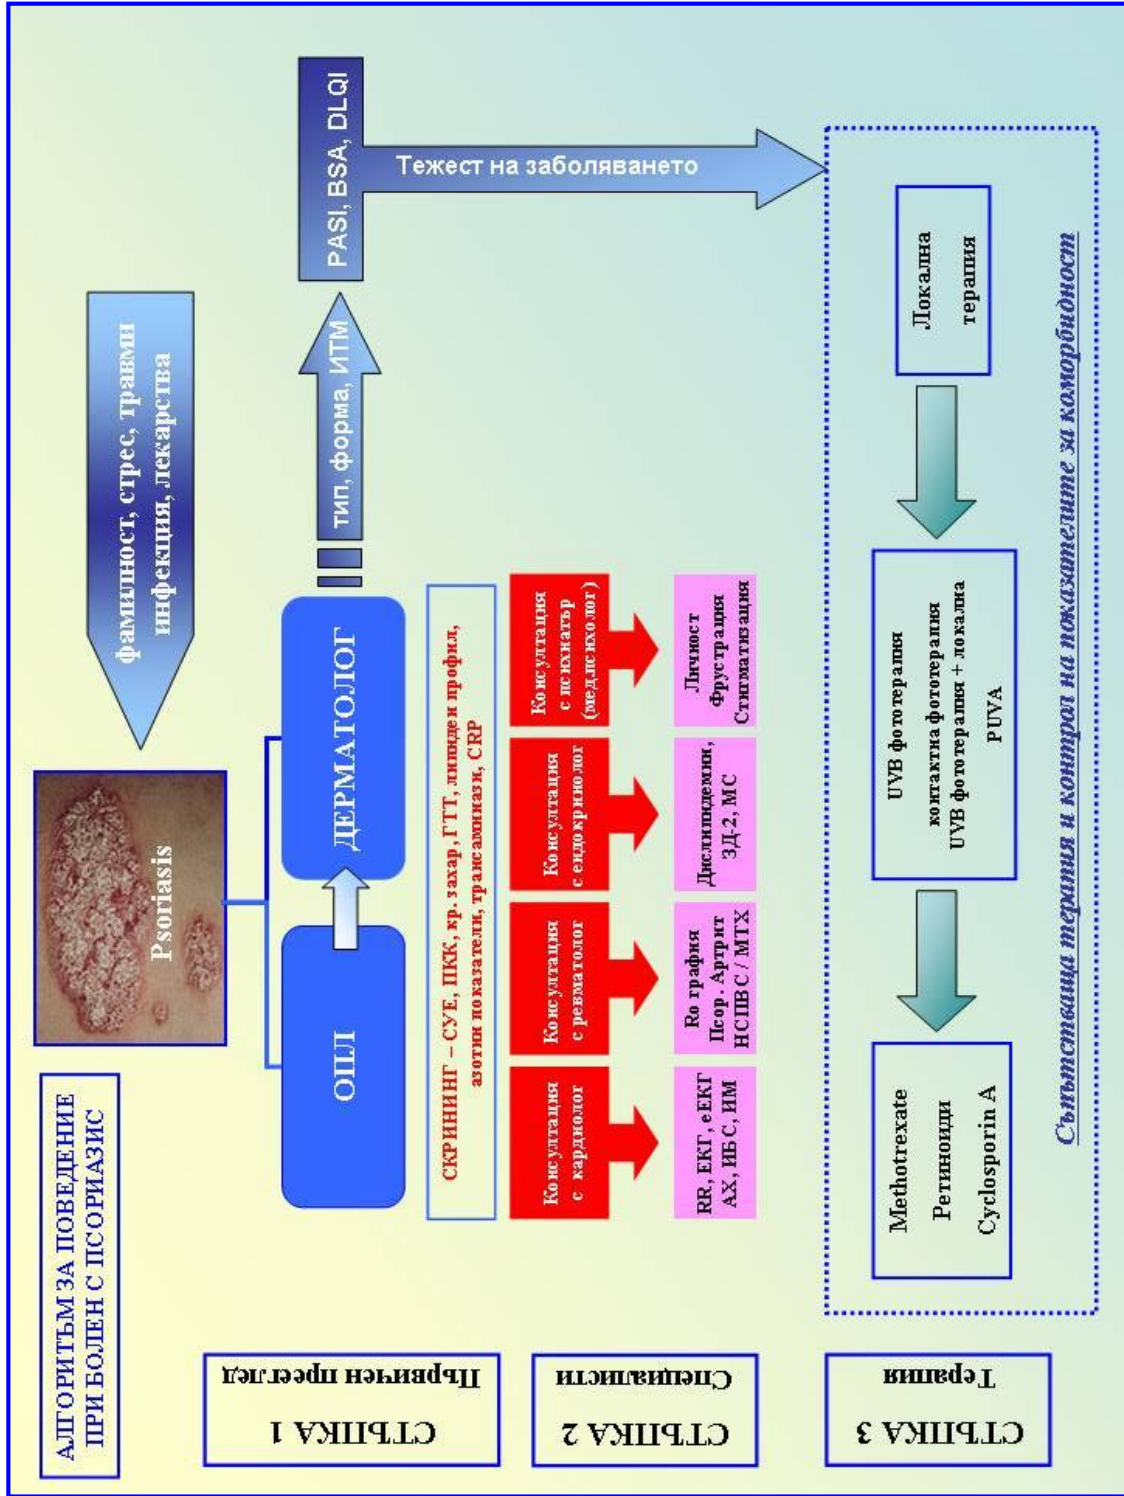 АЛГОРИТЪМ ЗА ПОВЕДЕНИЕ
ПРИ БОЛЕН С ПСОРИАЗИС
Psoriasis
фамилност, стрес, травми
инфекция, лекарства
СТЪПКА 1
Първичен преглед
ОПЛ
ДЕРМАТОЛОГ
тип, форма, ИТМ
PASI, BSA, DLQI
Тежест на заболяването
СКРИНИНГ – СУЕ, ПКК, кр. захар, ГТТ, липиден профил,
азотни показатели, трансаминази, CRP
СТЪПКА 2
Специалисти
Консултация
с кардиолог
Консултация
с ревматолог
Консултация
с ендокринолог
Консултация
с психиатър
(мед.психолог)
RR, ЕКГ, еЕКГ
АХ, ИБС, ИМ
Ro графия
Псор. Артрит
НСПВС / МТХ
Дислипидемии,
ЗД-2, МС
Личност
Фрустрация
Стигматизация
СТЪПКА 3
Терапия
Methotrexate
Ретиноиди
Cyclosporin A
UVB фототерапия
контактна фототерапия
UVB фототерапия + локална
PUVA
Локална
терапия
Съпътстваща терапия и контрол на показателите за коморбидност